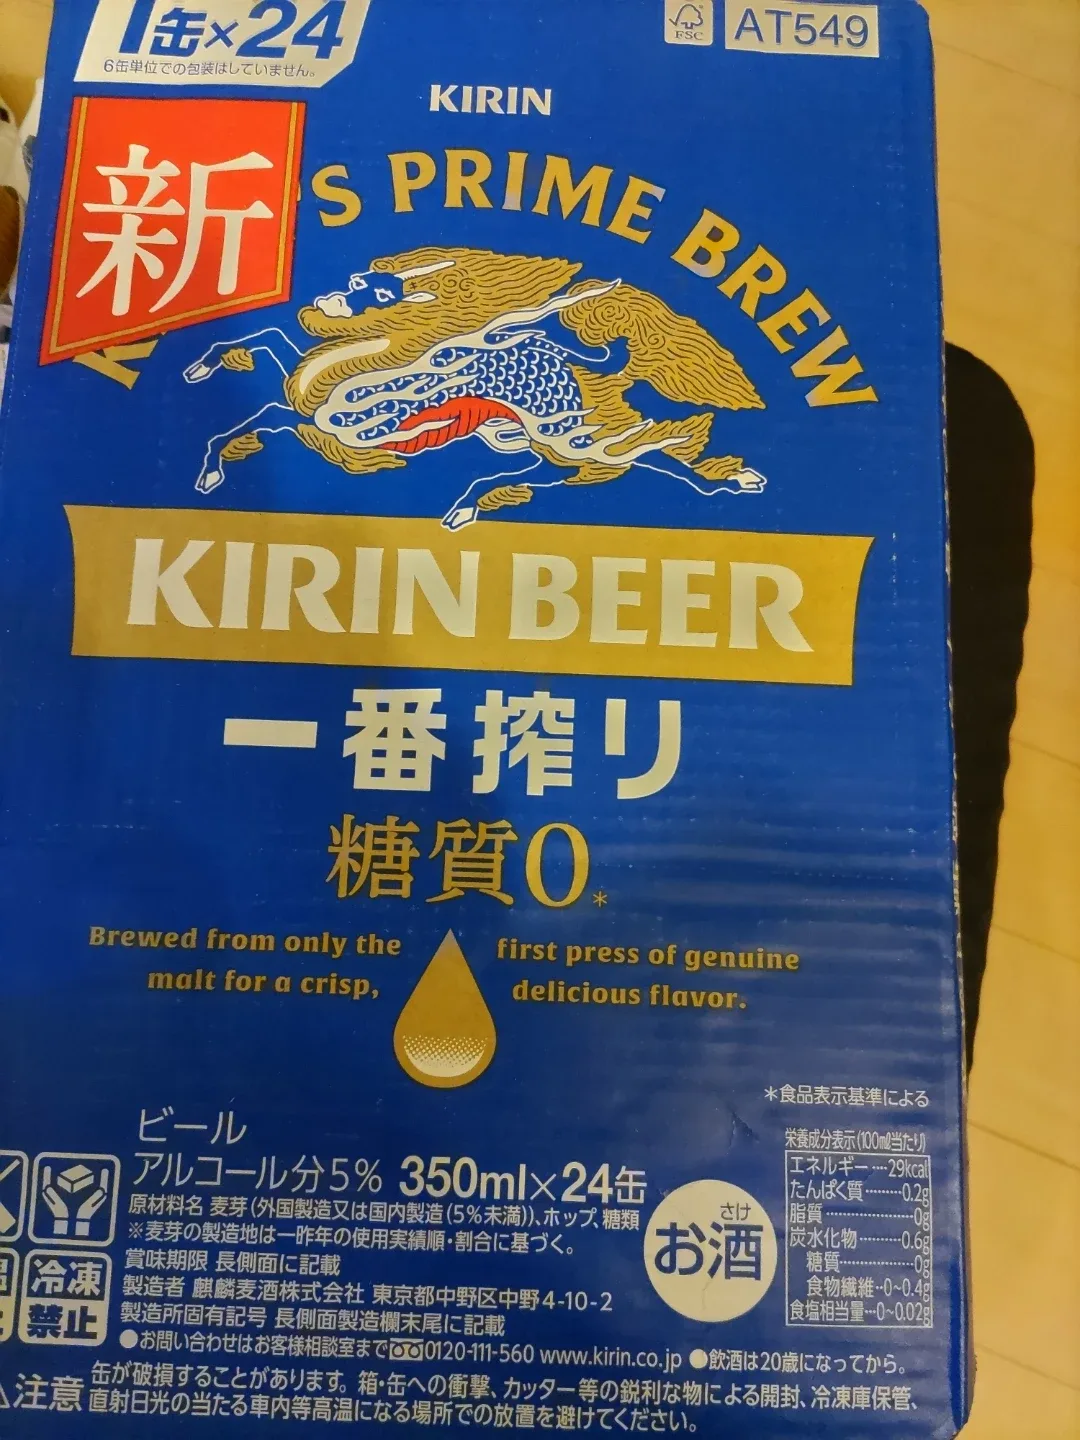 1缶×24
6缶単位での包装はしていません。
FSC
AT549
KIRIN
新
'S PRIME BREW
KIRIN BEER
一番搾り
糖質0*
Brewed from only the first press of genuine
malt for a crisp, delicious flavor.
*食品表示基準による
ビール
アルコール分5% 350ml×24缶
原材料名 麦芽(外国製造又は国内製造(5%未満))、ホップ、糖類
※麦芽の製造地は一昨年の使用実績順・割合に基づく。
賞味期限 長側面に記載
製造者 麒麟麦酒株式会社 東京都中野区中野4-10-2
製造所固有記号 長側面製造欄末尾に記載
●お問い合わせはお客様相談室まで 0120-111-560 www.kirin.co.jp ●飲酒は20歳になってから。
冷凍
禁止
さけ
お酒
栄養成分表示(100ml当たり)
エネルギー…29kcal
たんぱく質………0.2g
脂質……………0g
炭水化物………0.6g
糖質…………0g
食物繊維…0~0.4g
食塩相当量…0~0.02g
注意 缶が破損することがあります。箱・缶への衝撃、カッター等の鋭利な物による開封、冷凍庫保管、
直射日光の当たる車内等高温になる場所での放置を避けてください。